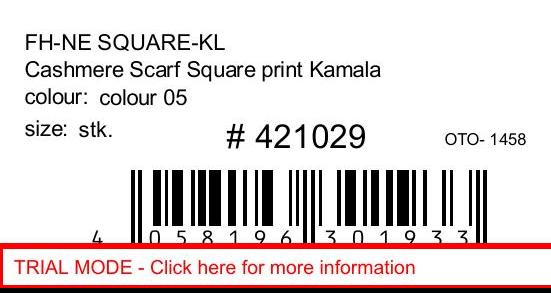 FH-NE SQUARE-KL
Cashmere Scarf Square print Kamala
colour: colour 05
size: stk.
# 421029
OTO- 1458
4 058196 301933
TRIAL MODE - Click here for more information